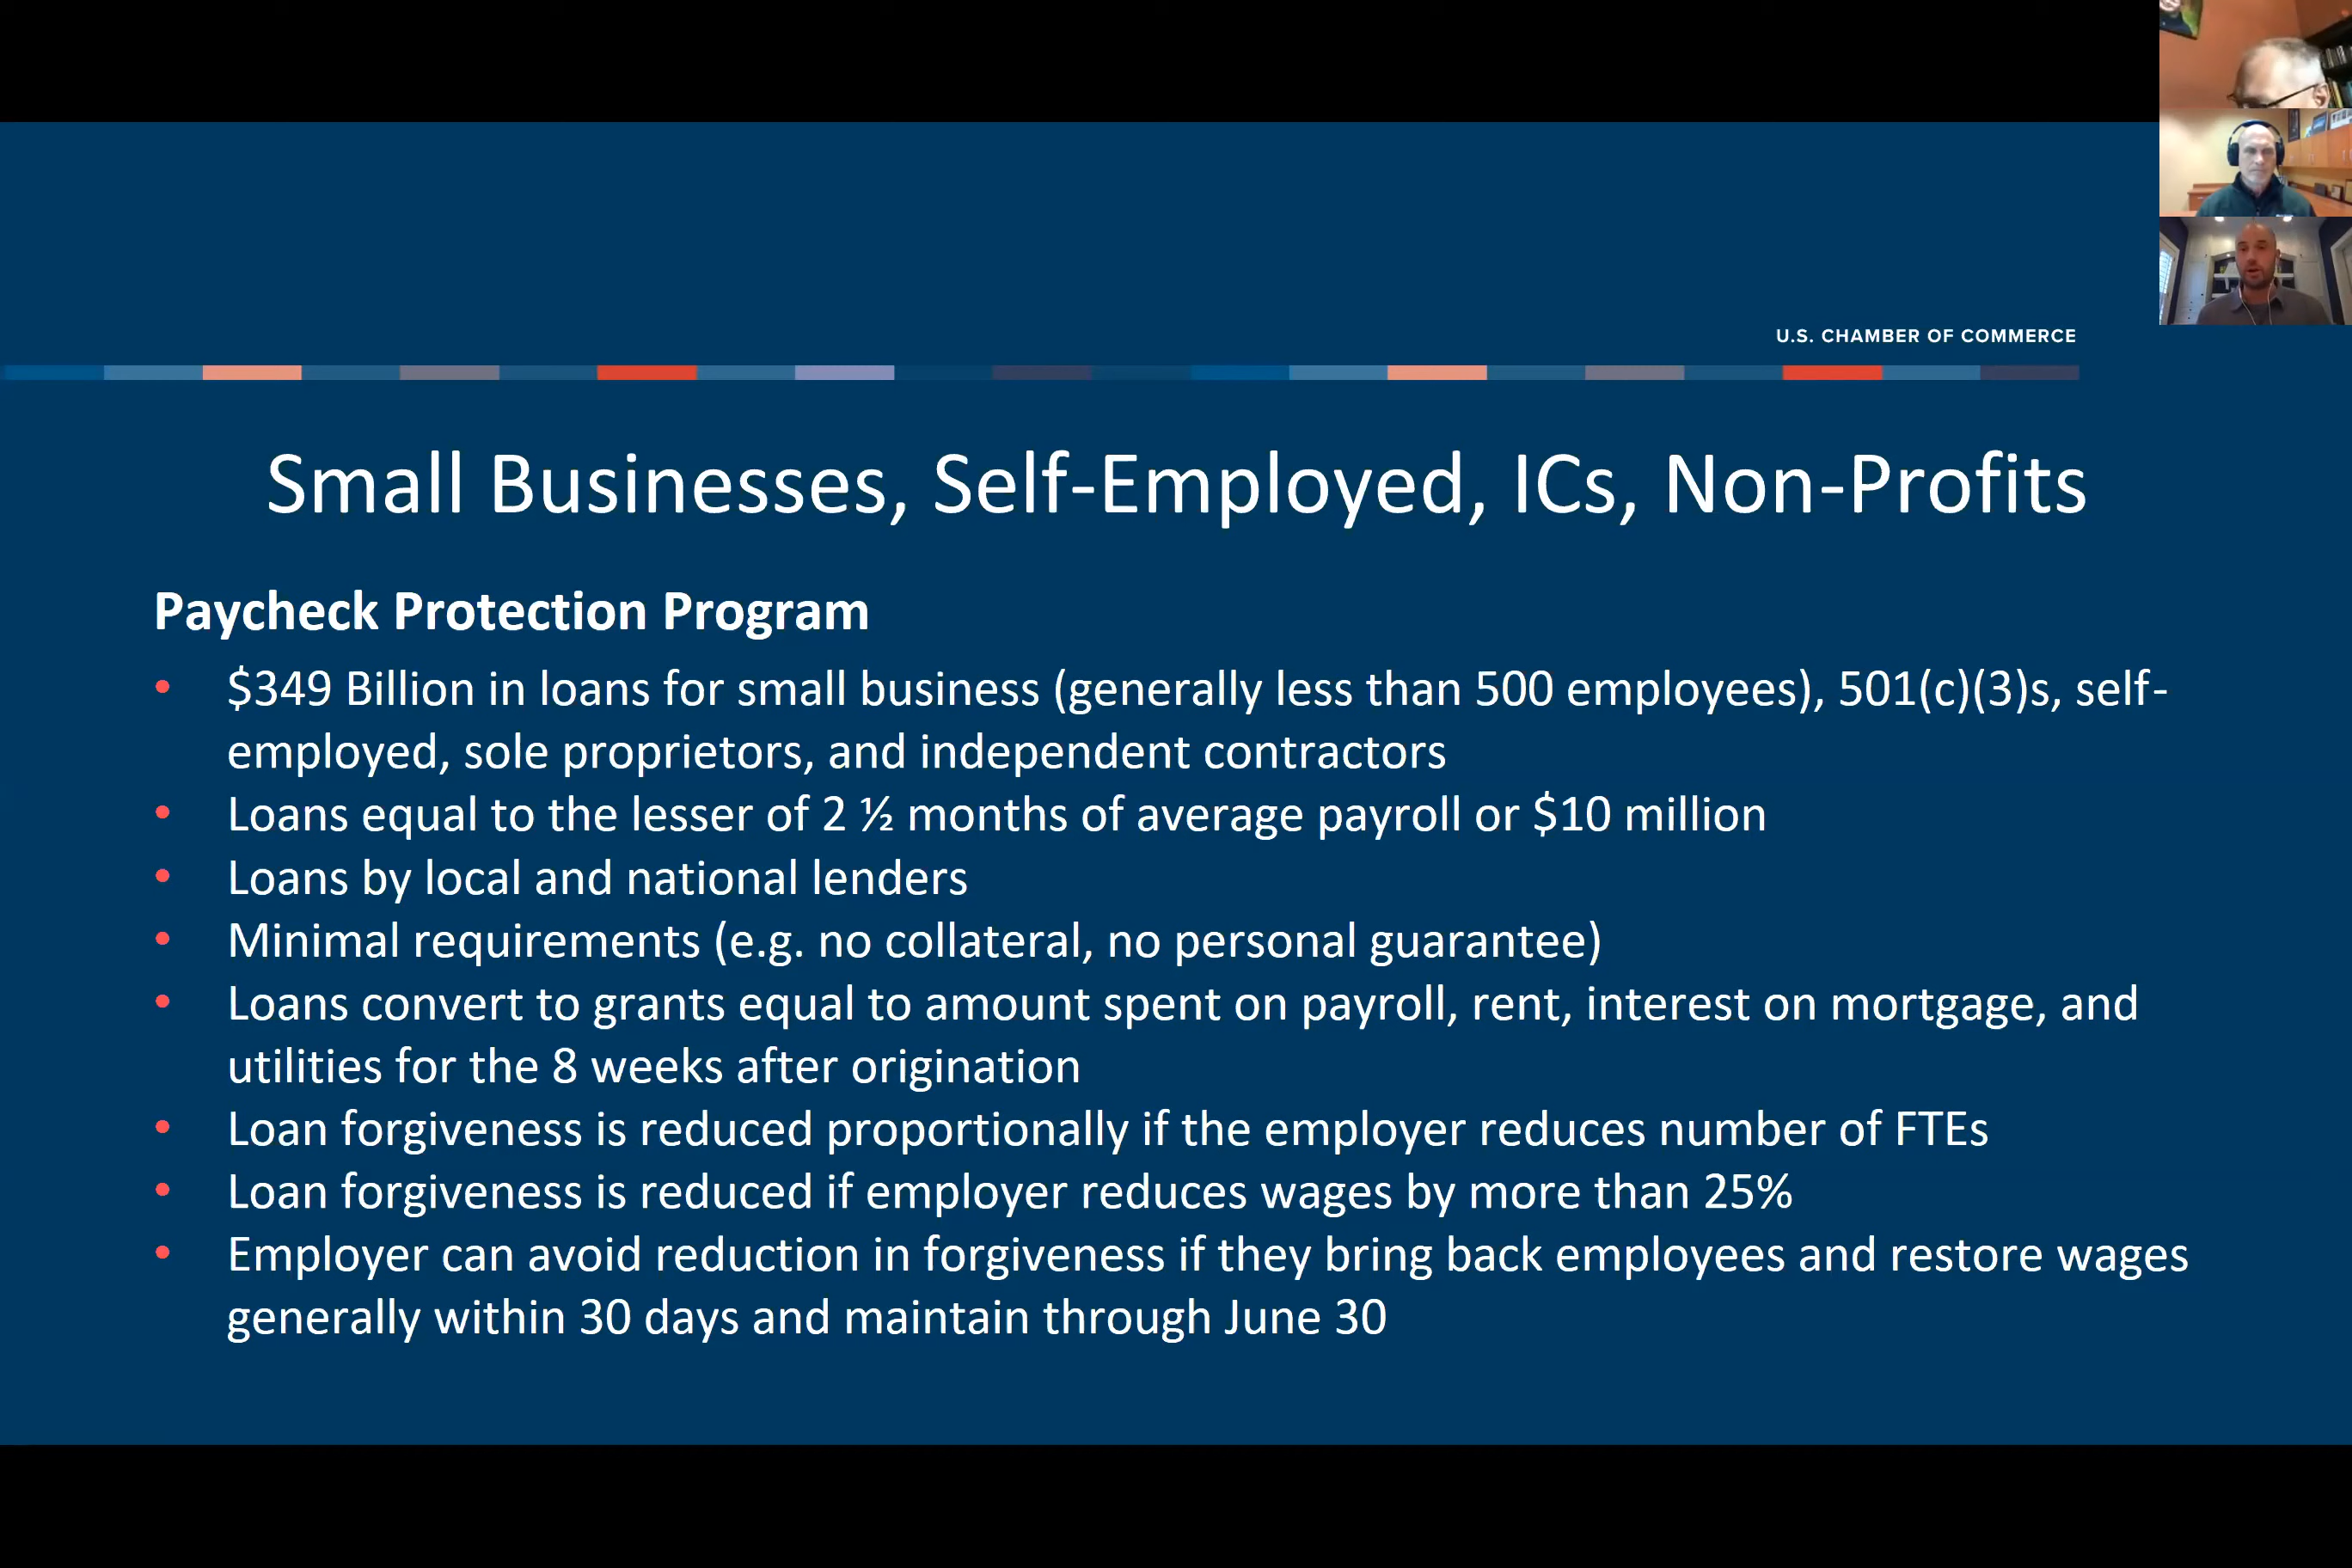 U.S. CHAMBER OF COMMERCE
Small Businesses, Self-Employed, ICs, Non-Profits
Paycheck Protection Program
• $349 Billion in loans for small business (generally less than 500 employees), 501(c)(3)s, self-
employed, sole proprietors, and independent contractors
• Loans equal to the lesser of 2 ½ months of average payroll or $10 million
• Loans by local and national lenders
• Minimal requirements (e.g. no collateral, no personal guarantee)
• Loans convert to grants equal to amount spent on payroll, rent, interest on mortgage, and
utilities for the 8 weeks after origination
• Loan forgiveness is reduced proportionally if the employer reduces number of FTEs
• Loan forgiveness is reduced if employer reduces wages by more than 25%
• Employer can avoid reduction in forgiveness if they bring back employees and restore wages
generally within 30 days and maintain through June 30